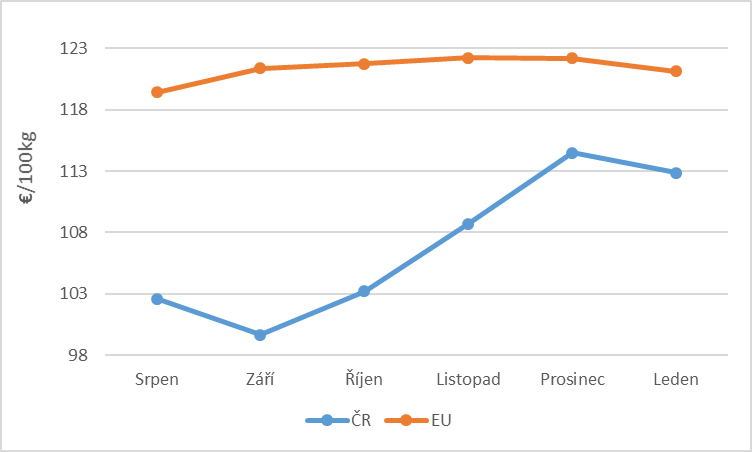 €/100kg
123
118
113
108
103
98
Srpen Září Říjen Listopad Prosinec Leden
ČR EU